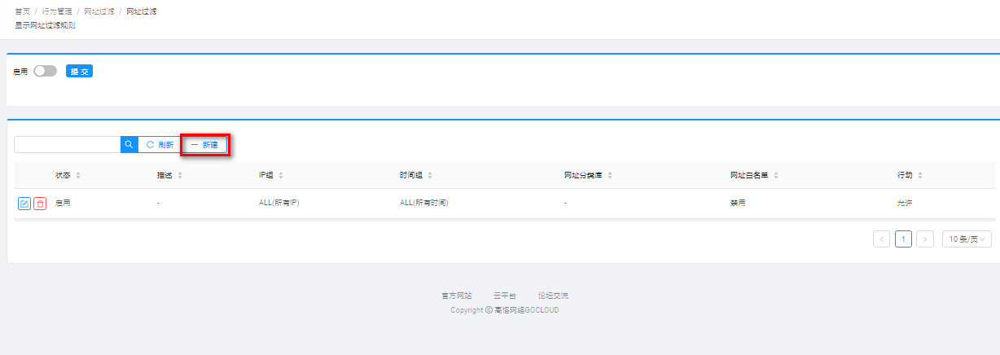 首页 / 行为管理 / 网址过滤 / 网址过滤
显示网址过滤规则
启用 提交
刷新 新建
状态 描述 IP组 时间组 网址分类库 网址白名单 行动
启用 - ALL(所有IP) ALL(所有时间) - 禁用 允许
1 10 条/页
官方网站 云平台 论坛交流
Copyright © 高恪网络GOCLOUD